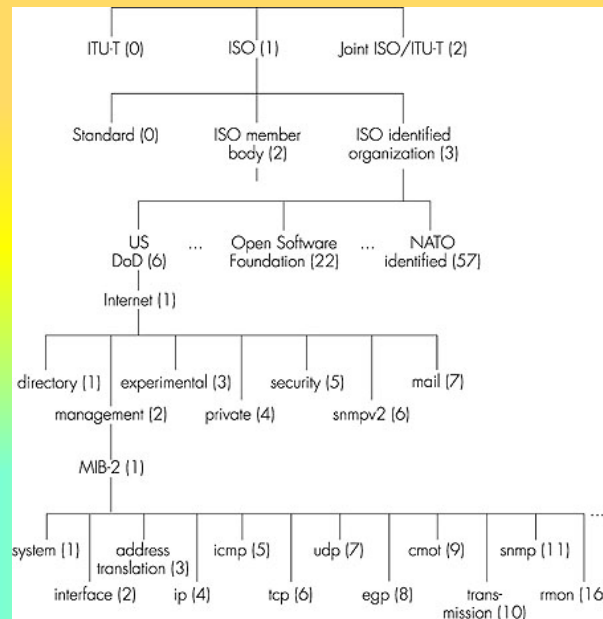 ITU-T (0) ISO (1) Joint ISO/ITU-T (2)
Standard (0) ISO member ISO identified
body (2) organization (3)
US ... Open Software ... NATO
DoD (6) Foundation (22) identified (57)
Internet (1)
directory (1) experimental (3) security (5) mail (7)
management (2) private (4) snmpv2 (6)
MIB-2 (1)
...
system (1) address icmp (5) udp (7) cmot (9) snmp (11)
translation (3)
interface (2) ip (4) tcp (6) egp (8) trans- rmon (16
mission (10)